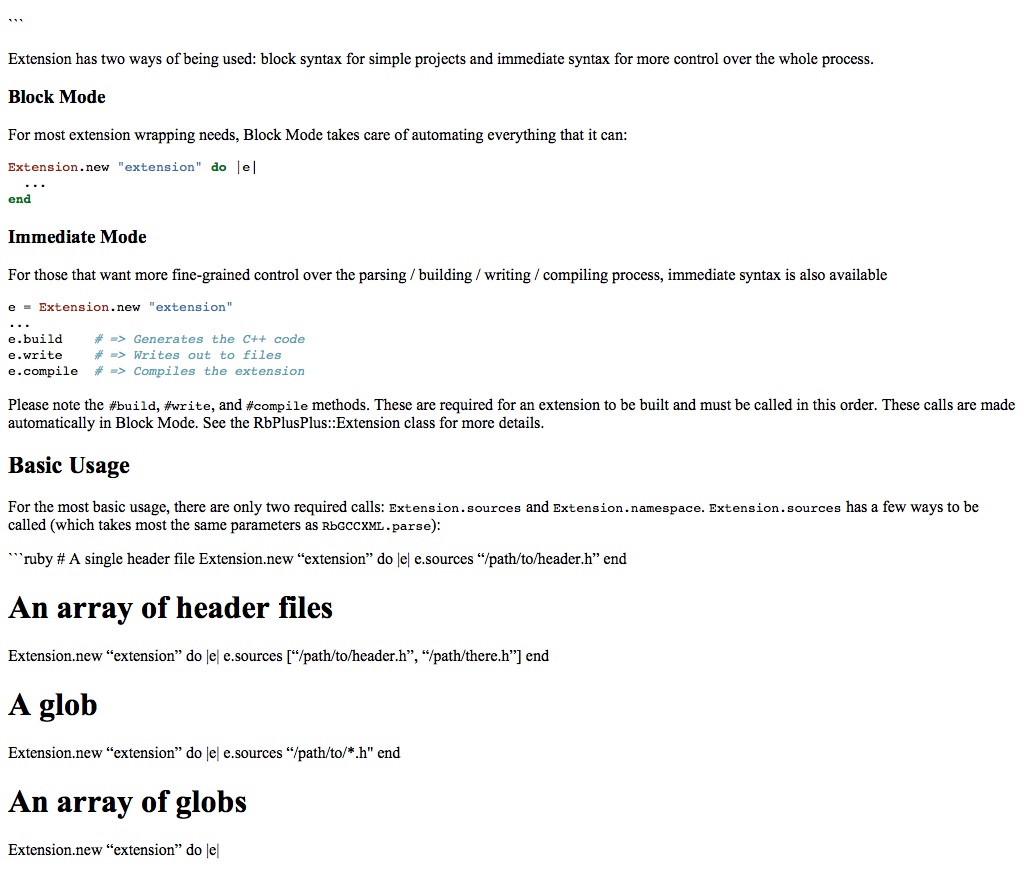 ```
Extension has two ways of being used: block syntax for simple projects and immediate syntax for more control over the whole process.
Block Mode
For most extension wrapping needs, Block Mode takes care of automating everything that it can:
Extension.new "extension" do |e|
  ...
end
Immediate Mode
For those that want more fine-grained control over the parsing / building / writing / compiling process, immediate syntax is also available
e = Extension.new "extension"
...
e.build    # => Generates the C++ code
e.write    # => Writes out to files
e.compile  # => Compiles the extension
Please note the #build, #write, and #compile methods. These are required for an extension to be built and must be called in this order. These calls are made
automatically in Block Mode. See the RbPlusPlus::Extension class for more details.
Basic Usage
For the most basic usage, there are only two required calls: Extension.sources and Extension.namespace. Extension.sources has a few ways to be
called (which takes most the same parameters as RbGCCXML.parse):
```ruby # A single header file Extension.new “extension” do |e| e.sources “/path/to/header.h” end
An array of header files
Extension.new “extension” do |e| e.sources [“/path/to/header.h”, “/path/there.h”] end
A glob
Extension.new “extension” do |e| e.sources “/path/to/*.h" end
An array of globs
Extension.new “extension” do |e|